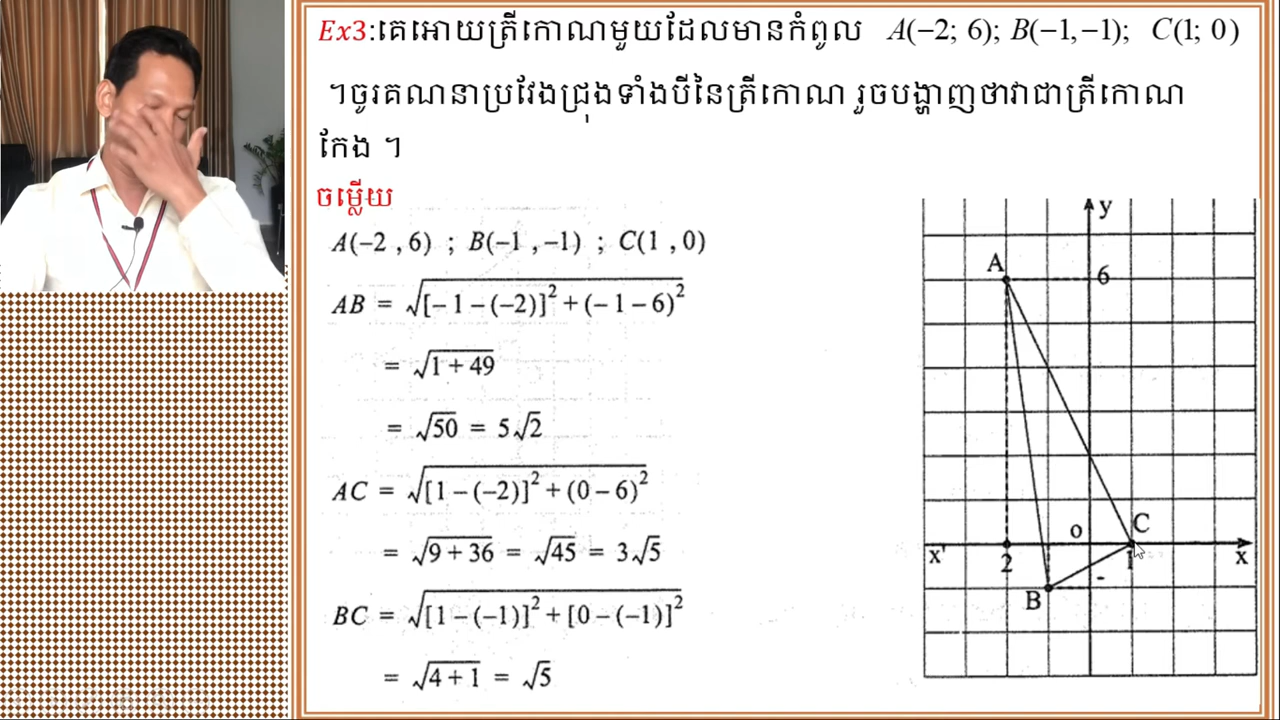 Ex3:គេអោយត្រីកោណមួយដែលមានកំពូល A(−2; 6); B(−1,−1); C(1; 0)
។ចូរគណនាប្រវែងជ្រុងទាំងបីនៃត្រីកោណ រួចបង្ហាញថាវាជាត្រីកោណ
កែង ។
ចម្លើយ
A(−2 , 6) ; B(−1 , −1) ; C(1 , 0)
AB = √([−1−(−2)]² + (−1−6)²)
= √(1 + 49)
= √50 = 5√2
AC = √([1−(−2)]² + (0−6)²)
= √(9 + 36) = √45 = 3√5
BC = √([1−(−1)]² + [0−(−1)]²)
= √(4 + 1) = √5
y
A
6
o
C
x'
2
1
x
B
-